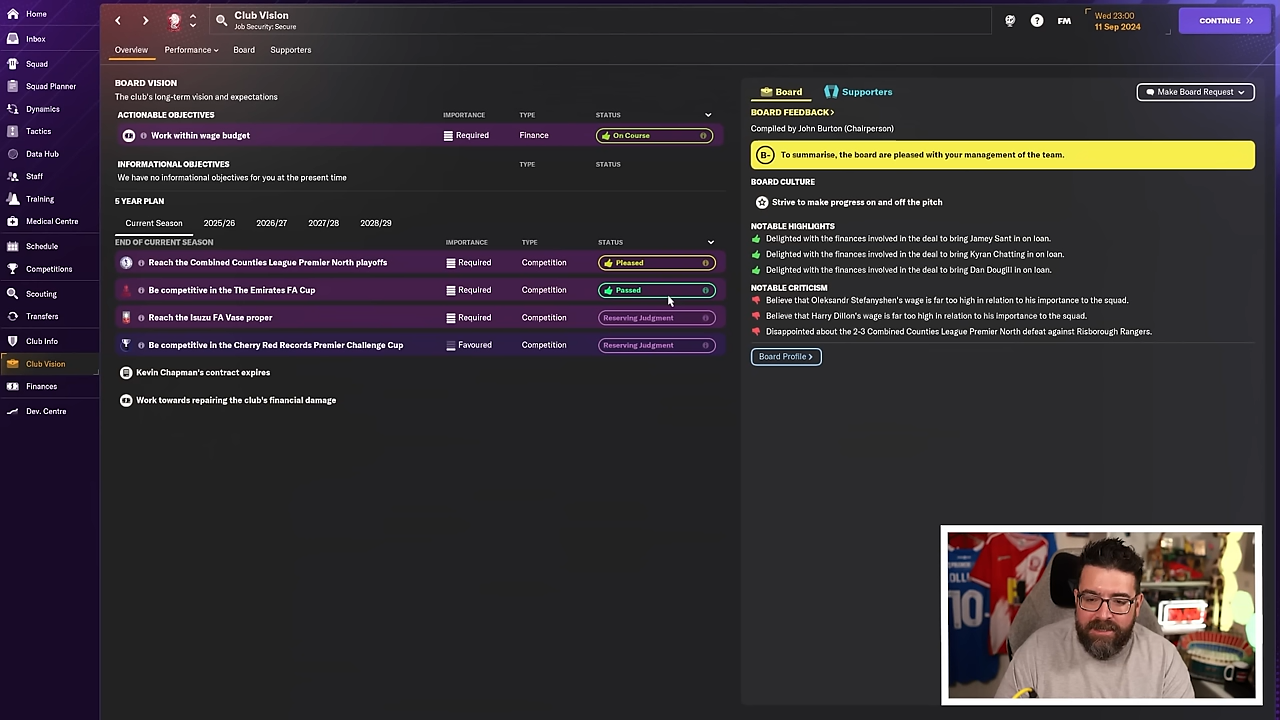 Home
Inbox
Squad
Squad Planner
Dynamics
Tactics
Data Hub
Staff
Training
Medical Centre
Schedule
Competitions
Scouting
Transfers
Club Info
Club Vision
Finances
Dev. Centre
Club Vision
Job Security: Secure
FM
Wed 23:00
11 Sep 2024
CONTINUE
Overview
Performance
Board
Supporters
BOARD VISION
The club's long-term vision and expectations
ACTIONABLE OBJECTIVES IMPORTANCE TYPE STATUS
Work within wage budget Required Finance On Course
INFORMATIONAL OBJECTIVES TYPE STATUS
We have no informational objectives for you at the present time
5 YEAR PLAN
Current Season 2025/26 2026/27 2027/28 2028/29
END OF CURRENT SEASON IMPORTANCE TYPE STATUS
Reach the Combined Counties League Premier North playoffs Required Competition Pleased
Be competitive in the The Emirates FA Cup Required Competition Passed
Reach the Isuzu FA Vase proper Required Competition Reserving Judgment
Be competitive in the Cherry Red Records Premier Challenge Cup Favoured Competition Reserving Judgment
Kevin Chapman's contract expires
Work towards repairing the club's financial damage
Board Supporters
Make Board Request
BOARD FEEDBACK >
Compiled by John Burton (Chairperson)
B- To summarise, the board are pleased with your management of the team.
BOARD CULTURE
Strive to make progress on and off the pitch
NOTABLE HIGHLIGHTS
Delighted with the finances involved in the deal to bring Jamey Sant in on loan.
Delighted with the finances involved in the deal to bring Kyran Chatting in on loan.
Delighted with the finances involved in the deal to bring Dan Dougill in on loan.
NOTABLE CRITICISM
Believe that Oleksandr Stefanyshen's wage is far too high in relation to his importance to the squad.
Believe that Harry Dillon's wage is far too high in relation to his importance to the squad.
Disappointed about the 2-3 Combined Counties League Premier North defeat against Risborough Rangers.
Board Profile >
10